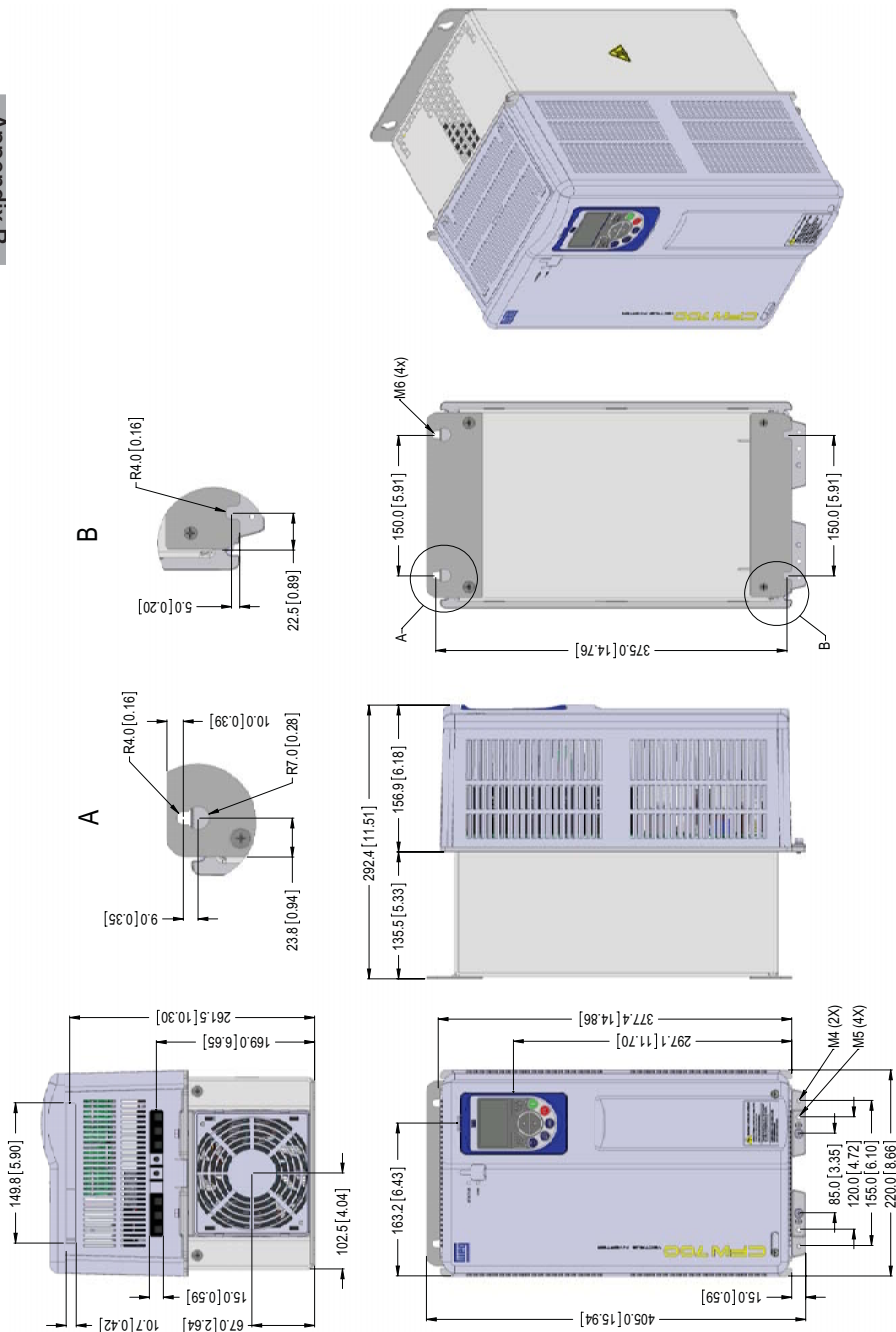 Appendix B
B
R4.0 [0.16]
5.0 [0.20]
22.5 [0.89]
M6 (4x)
150.0 [5.91]
150.0 [5.91]
A
B
375.0 [14.76]
A
R4.0 [0.16]
10.0 [0.39]
R7.0 [0.28]
9.0 [0.35]
23.8 [0.94]
292.4 [11.51]
156.9 [6.18]
135.5 [5.33]
149.8 [5.90]
261.5 [10.30]
169.0 [6.65]
102.5 [4.04]
15.0 [0.59]
67.0 [2.64]
10.7 [0.42]
377.4 [14.86]
297.1 [11.70]
163.2 [6.43]
M4 (2X)
M5 (4X)
85.0 [3.35]
120.0 [4.72]
155.0 [6.10]
220.0 [8.66]
15.0 [0.59]
405.0 [15.94]
CFW700
VECTRUE INVERTER
CFW700
VECTRUE INVERTER